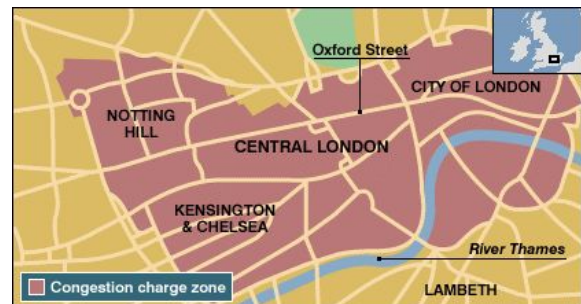 Oxford Street
CITY OF LONDON
NOTTING
HILL
CENTRAL LONDON
KENSINGTON
& CHELSEA
River Thames
Congestion charge zone
LAMBETH